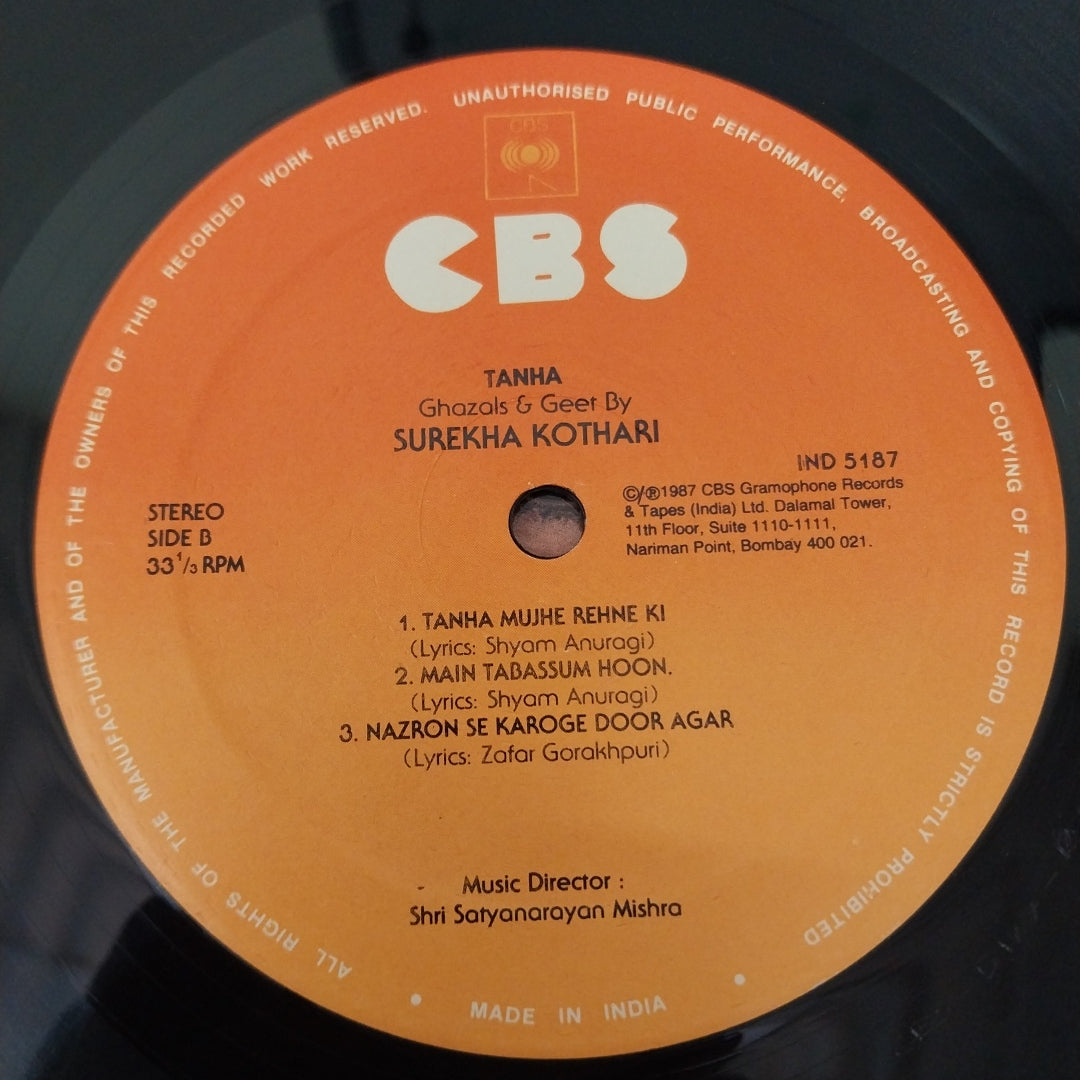 ALL RIGHTS OF THE MANUFACTURER AND OF THE OWNERS OF THIS RECORDED WORK RESERVED. UNAUTHORISED PUBLIC PERFORMANCE, BROADCASTING AND COPYING OF THIS RECORD IS STRICTLY PROHIBITED
CBS
CBS
TANHA
Ghazals & Geet By
SUREKHA KOTHARI
IND 5187
©/℗1987 CBS Gramophone Records
& Tapes (India) Ltd. Dalamal Tower,
11th Floor, Suite 1110-1111,
Nariman Point, Bombay 400 021.
STEREO
SIDE B
33 1/3 RPM
1. TANHA MUJHE REHNE KI
(Lyrics: Shyam Anuragi)
2. MAIN TABASSUM HOON.
(Lyrics: Shyam Anuragi)
3. NAZRON SE KAROGE DOOR AGAR
(Lyrics: Zafar Gorakhpuri)
Music Director :
Shri Satyanarayan Mishra
• MADE IN INDIA •